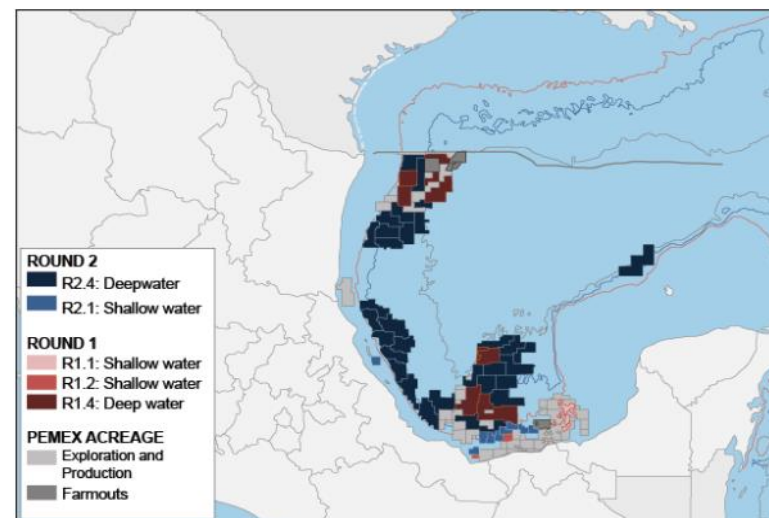 ROUND 2
R2.4: Deepwater
R2.1: Shallow water
ROUND 1
R1.1: Shallow water
R1.2: Shallow water
R1.4: Deep water
PEMEX ACREAGE
Exploration and
Production
Farmouts